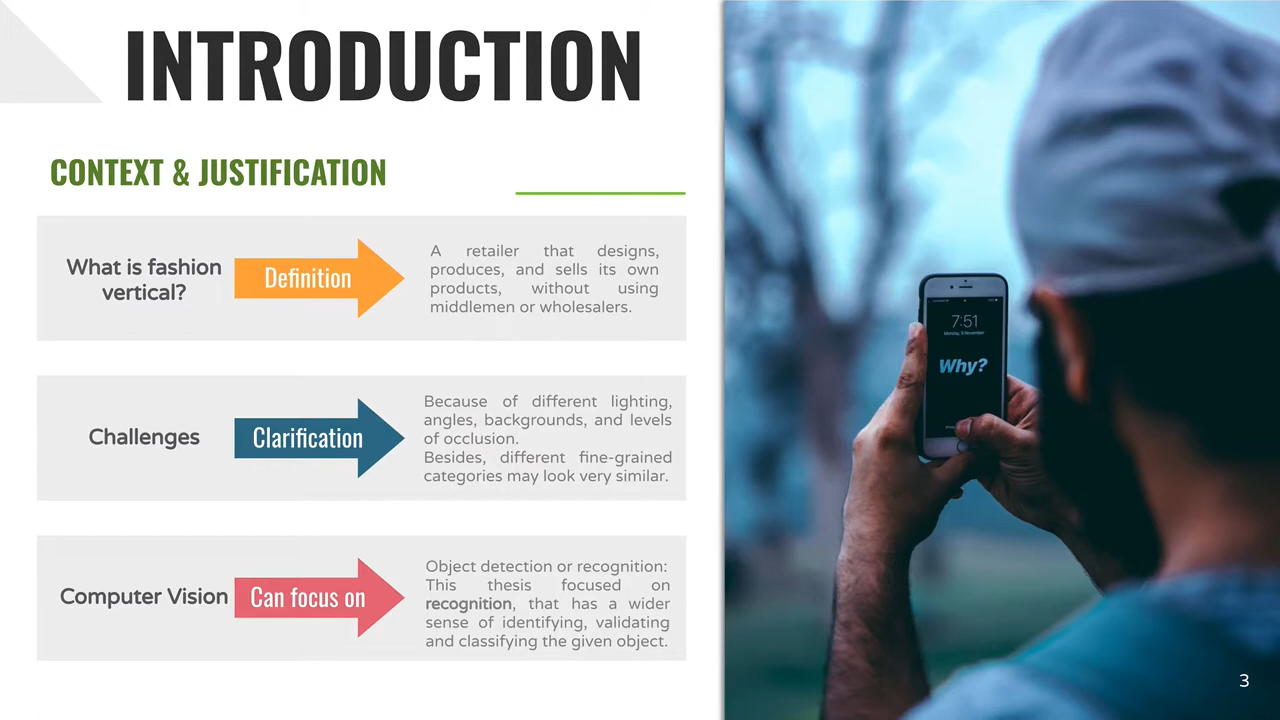 INTRODUCTION
CONTEXT & JUSTIFICATION
What is fashion
vertical?
Definition
A retailer that designs,
produces, and sells its own
products, without using
middlemen or wholesalers.
Challenges
Clarification
Because of different lighting,
angles, backgrounds, and levels
of occlusion.
Besides, different fine-grained
categories may look very similar.
Computer Vision
Can focus on
Object detection or recognition:
This thesis focused on
recognition, that has a wider
sense of identifying, validating
and classifying the given object.
7:51
Monday, 9 November
Why?
3